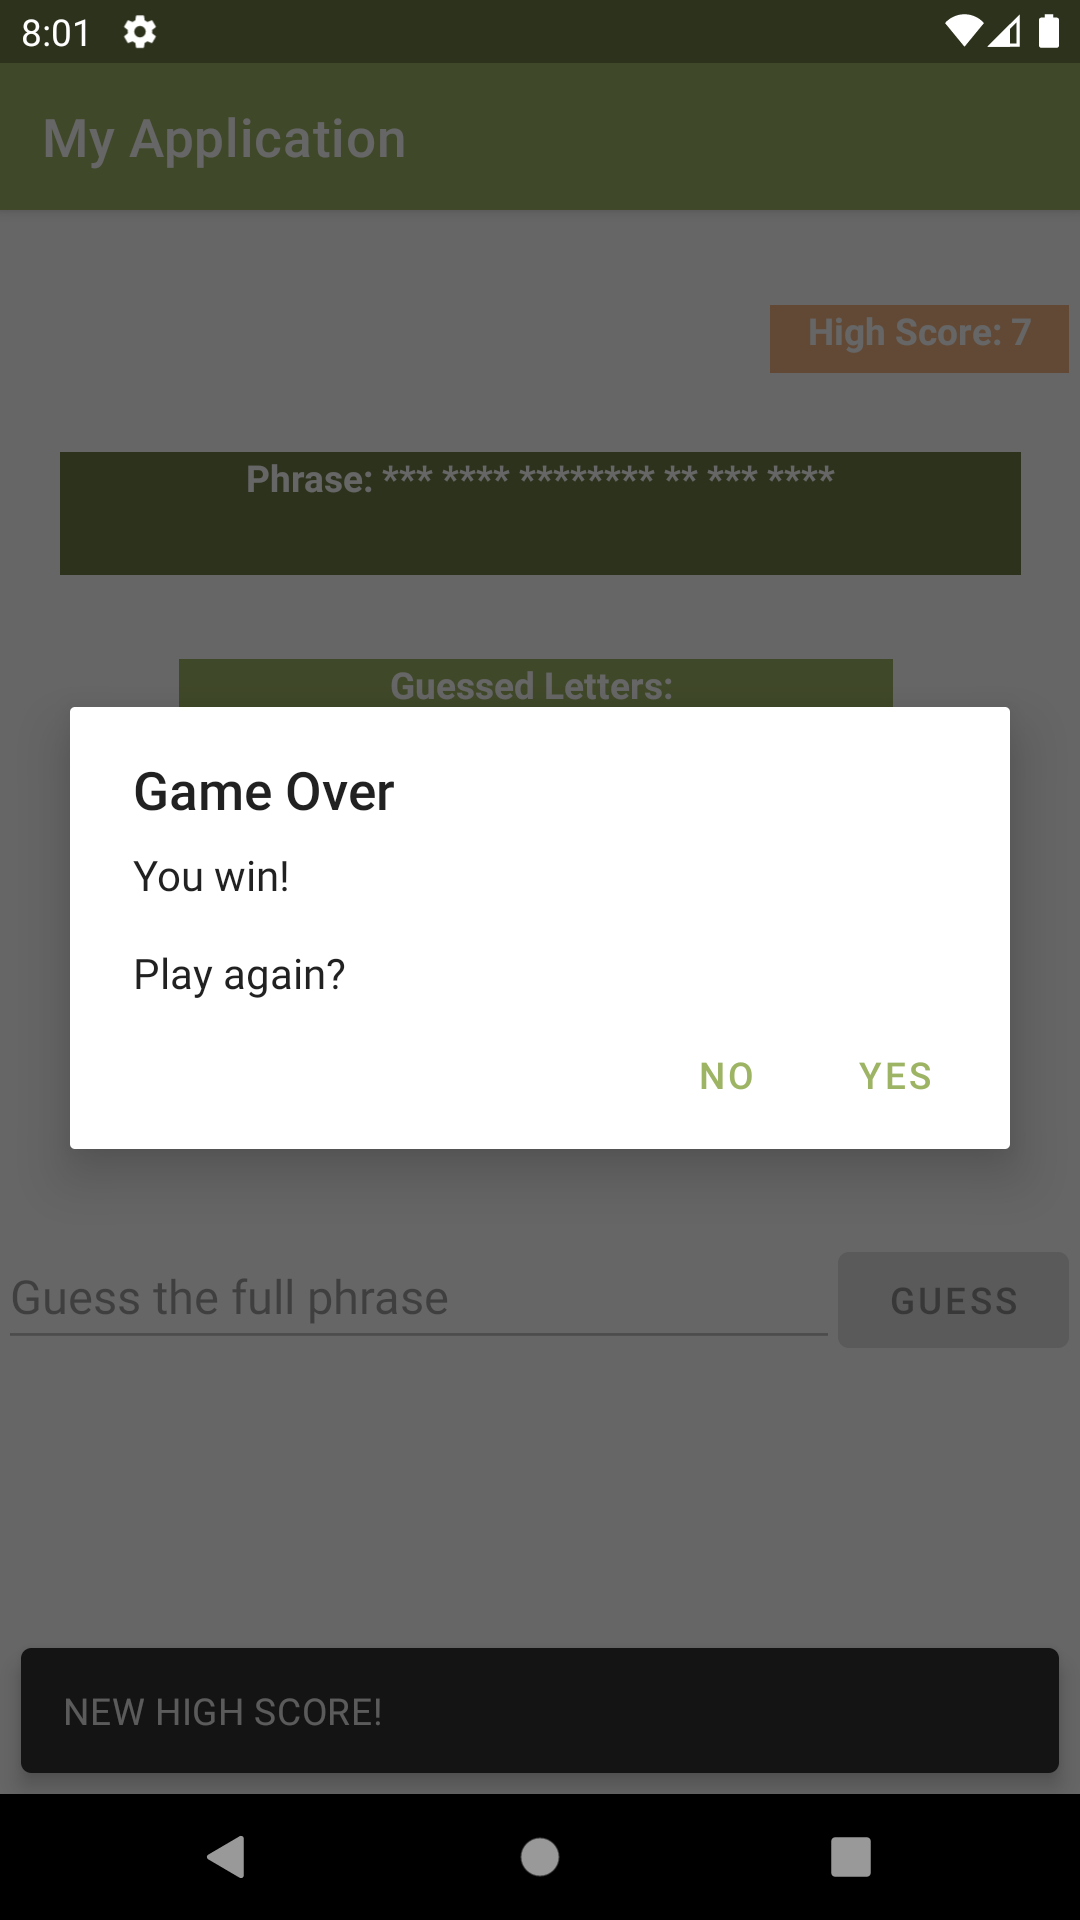 8:01
My Application
High Score: 7
Phrase: *** **** ******** ** *** ****
Guessed Letters:
Game Over
You win!
Play again?
NO YES
Guess the full phrase
GUESS
NEW HIGH SCORE!